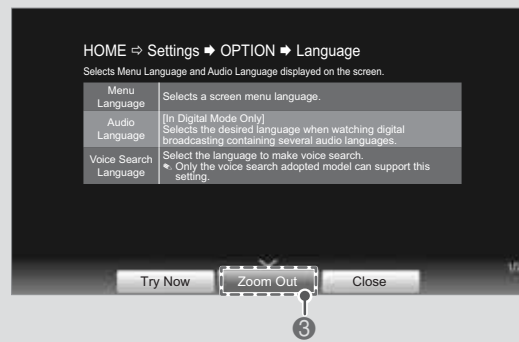 HOME ⇨ Settings ➡ OPTION ➡ Language
Selects Menu Language and Audio Language displayed on the screen.
Menu
Language
Selects a screen menu language.
Audio
Language
[In Digital Mode Only]
Selects the desired language when watching digital
broadcasting containing several audio languages.
Voice Search
Language
Select the language to make voice search.
Only the voice search adopted model can support this
setting.
Try Now
Zoom Out
Close
3